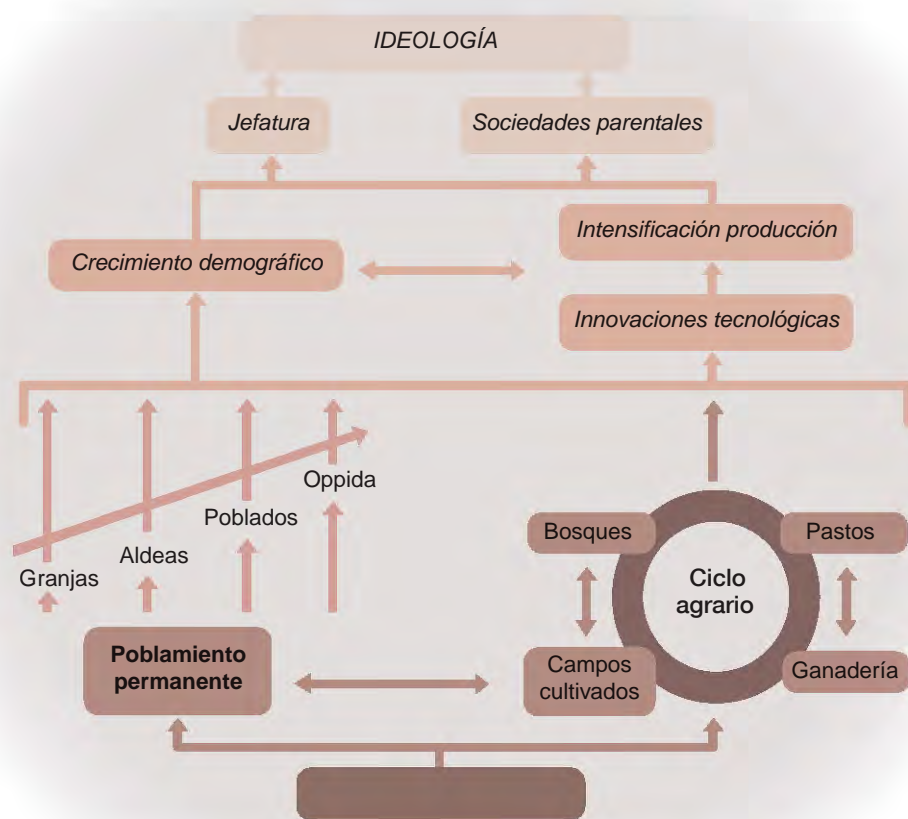 IDEOLOGÍA
Jefatura
Sociedades parentales
Intensificación producción
Crecimiento demográfico
Innovaciones tecnológicas
Oppida
Poblados
Aldeas
Granjas
Bosques
Pastos
Ciclo
agrario
Poblamiento
permanente
Campos
cultivados
Ganadería